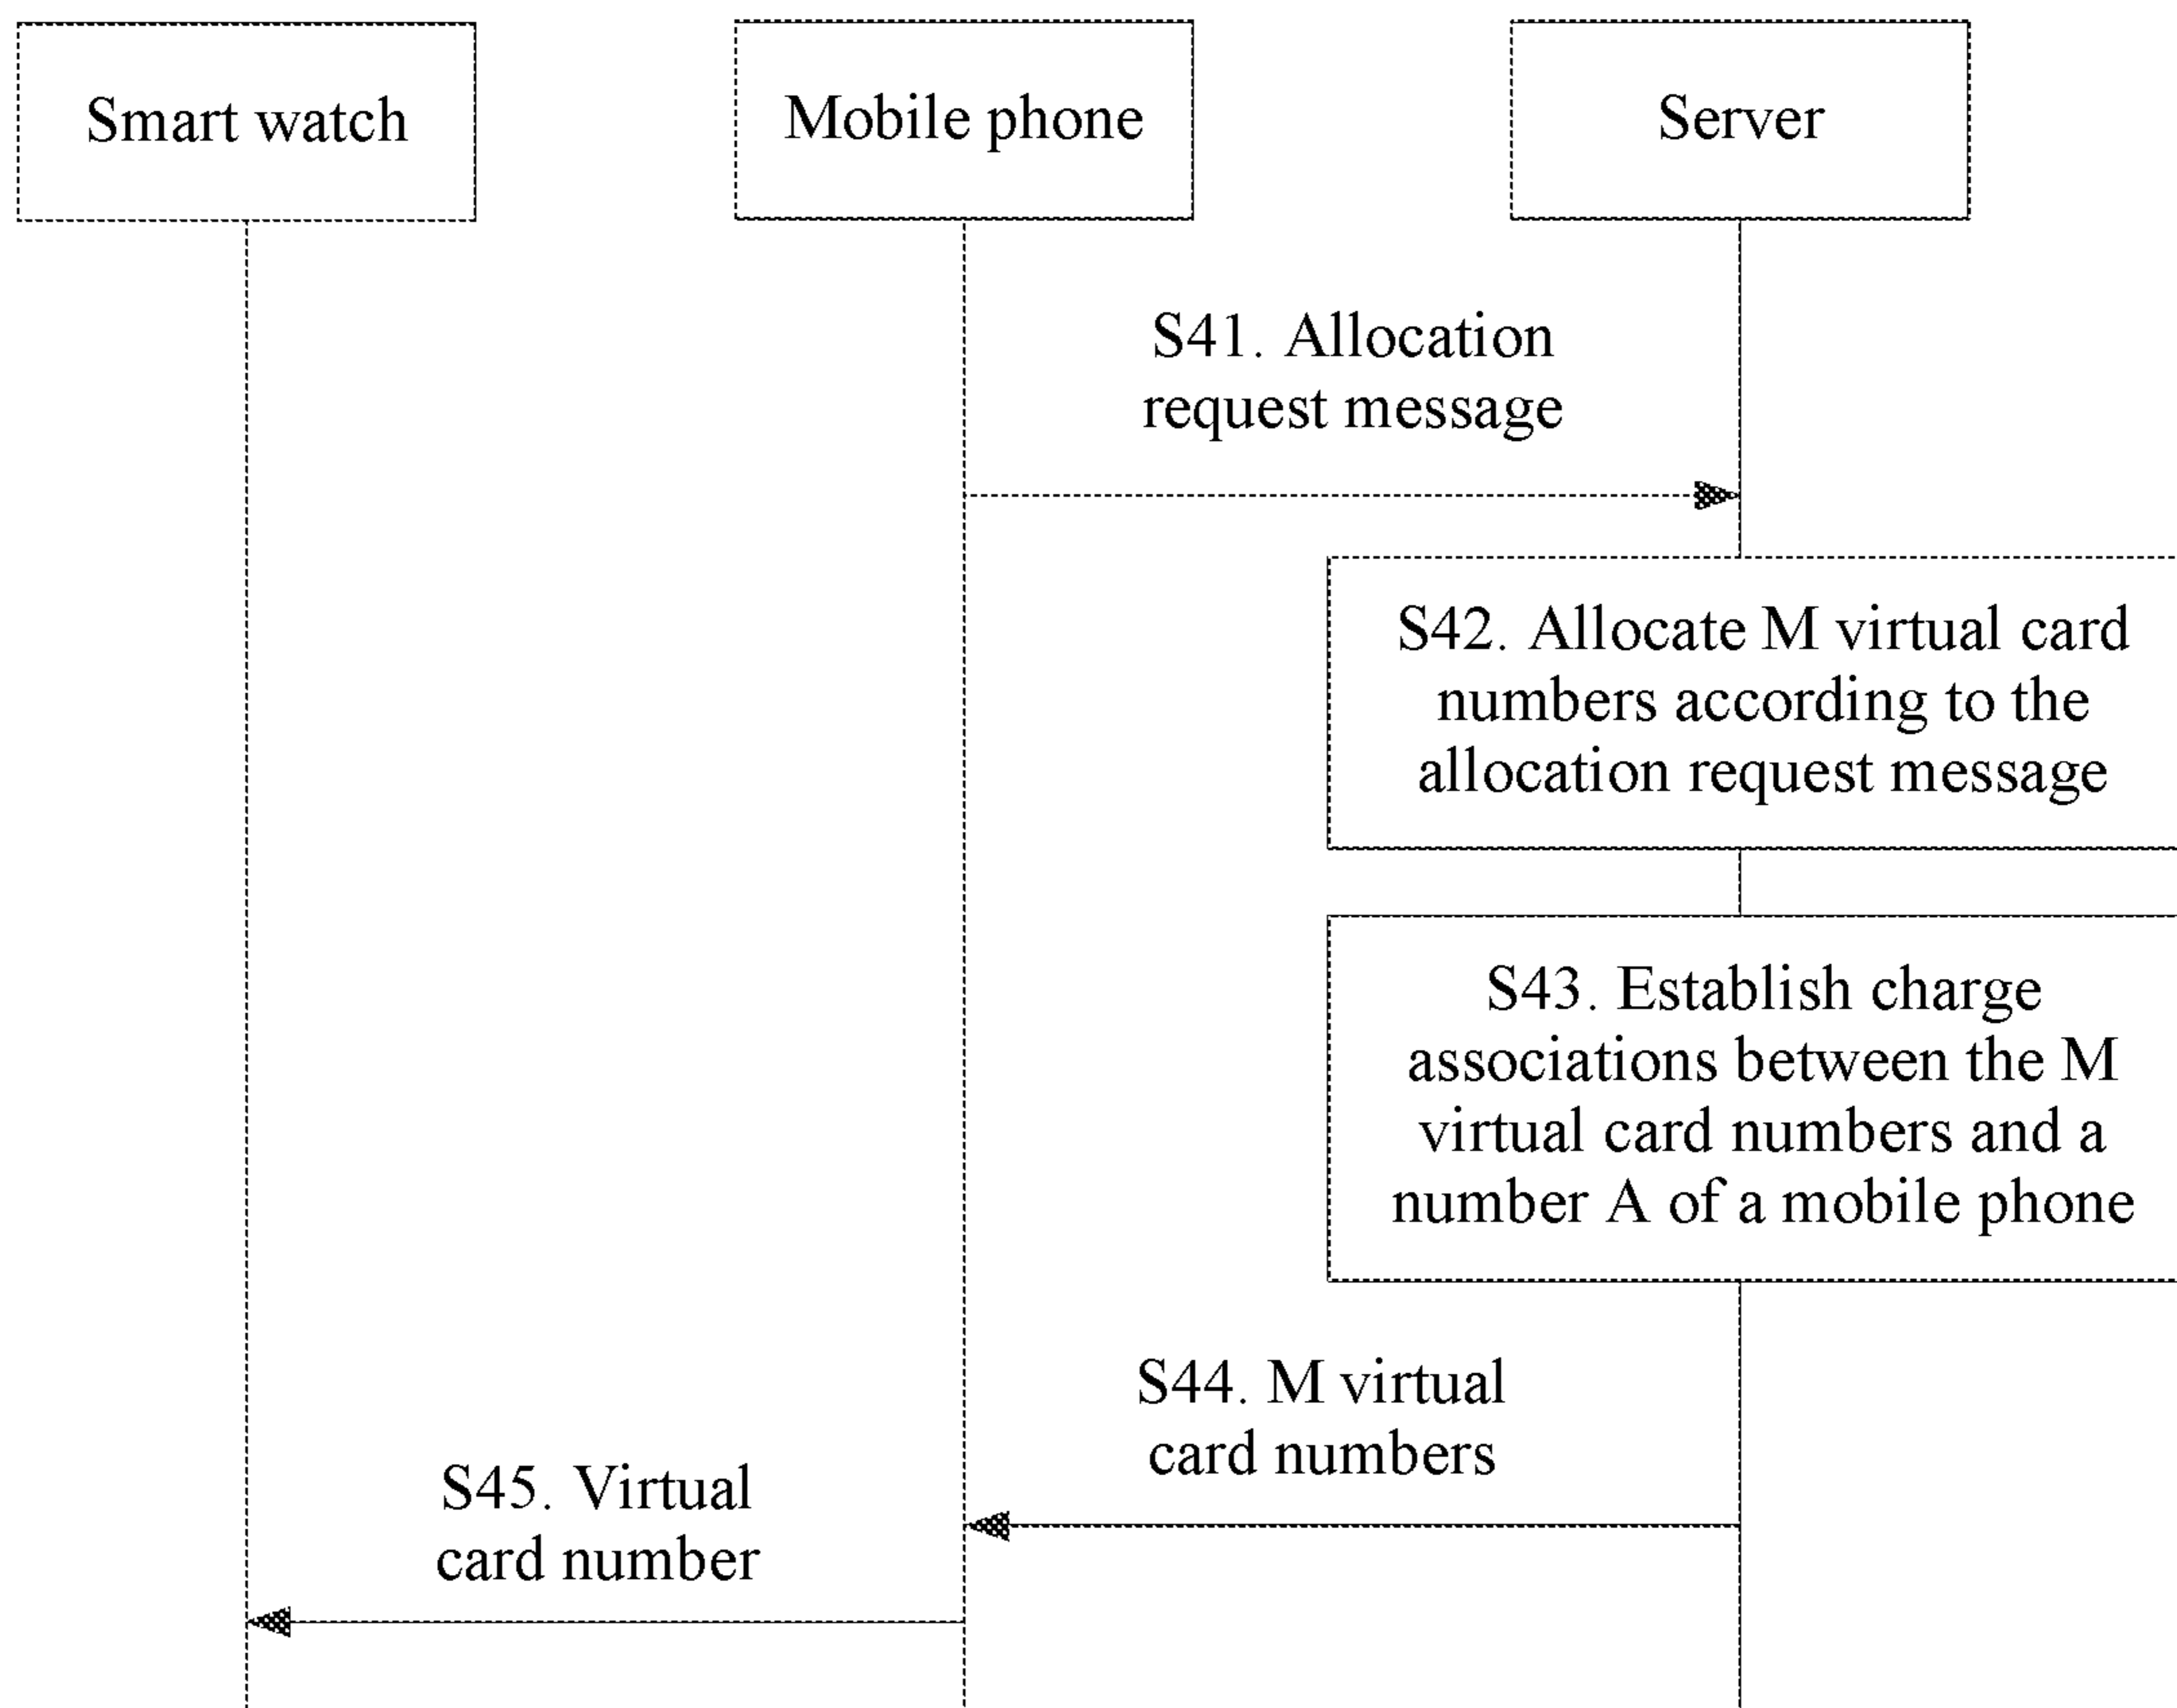 Smart watch
Mobile phone
Server
S41. Allocation
request message
S42. Allocate M virtual card
numbers according to the
allocation request message
S43. Establish charge
associations between the M
virtual card numbers and a
number A of a mobile phone
S44. M virtual
card numbers
S45. Virtual
card number